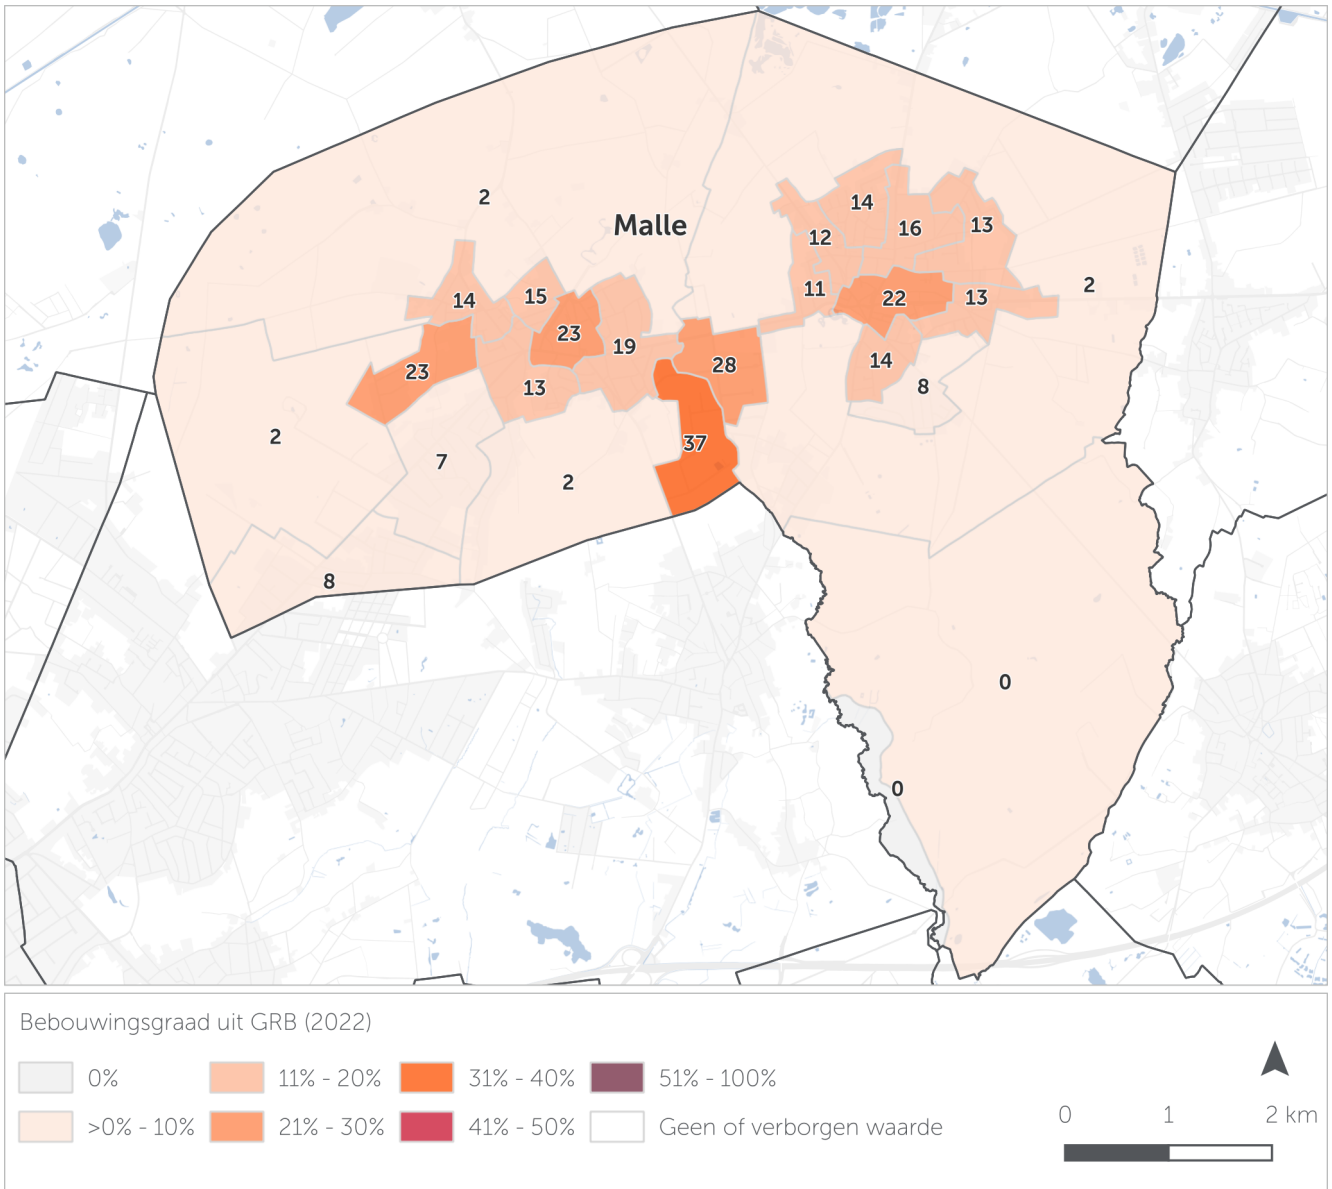 2
Malle
14
12
16
13
2
11
22
13
14
15
23
19
28
14
8
23
13
37
2
7
2
8
0
0
Bebouwingsgraad uit GRB (2022)
0%
11% - 20%
31% - 40%
51% - 100%
>0% - 10%
21% - 30%
41% - 50%
Geen of verborgen waarde
0 1 2 km